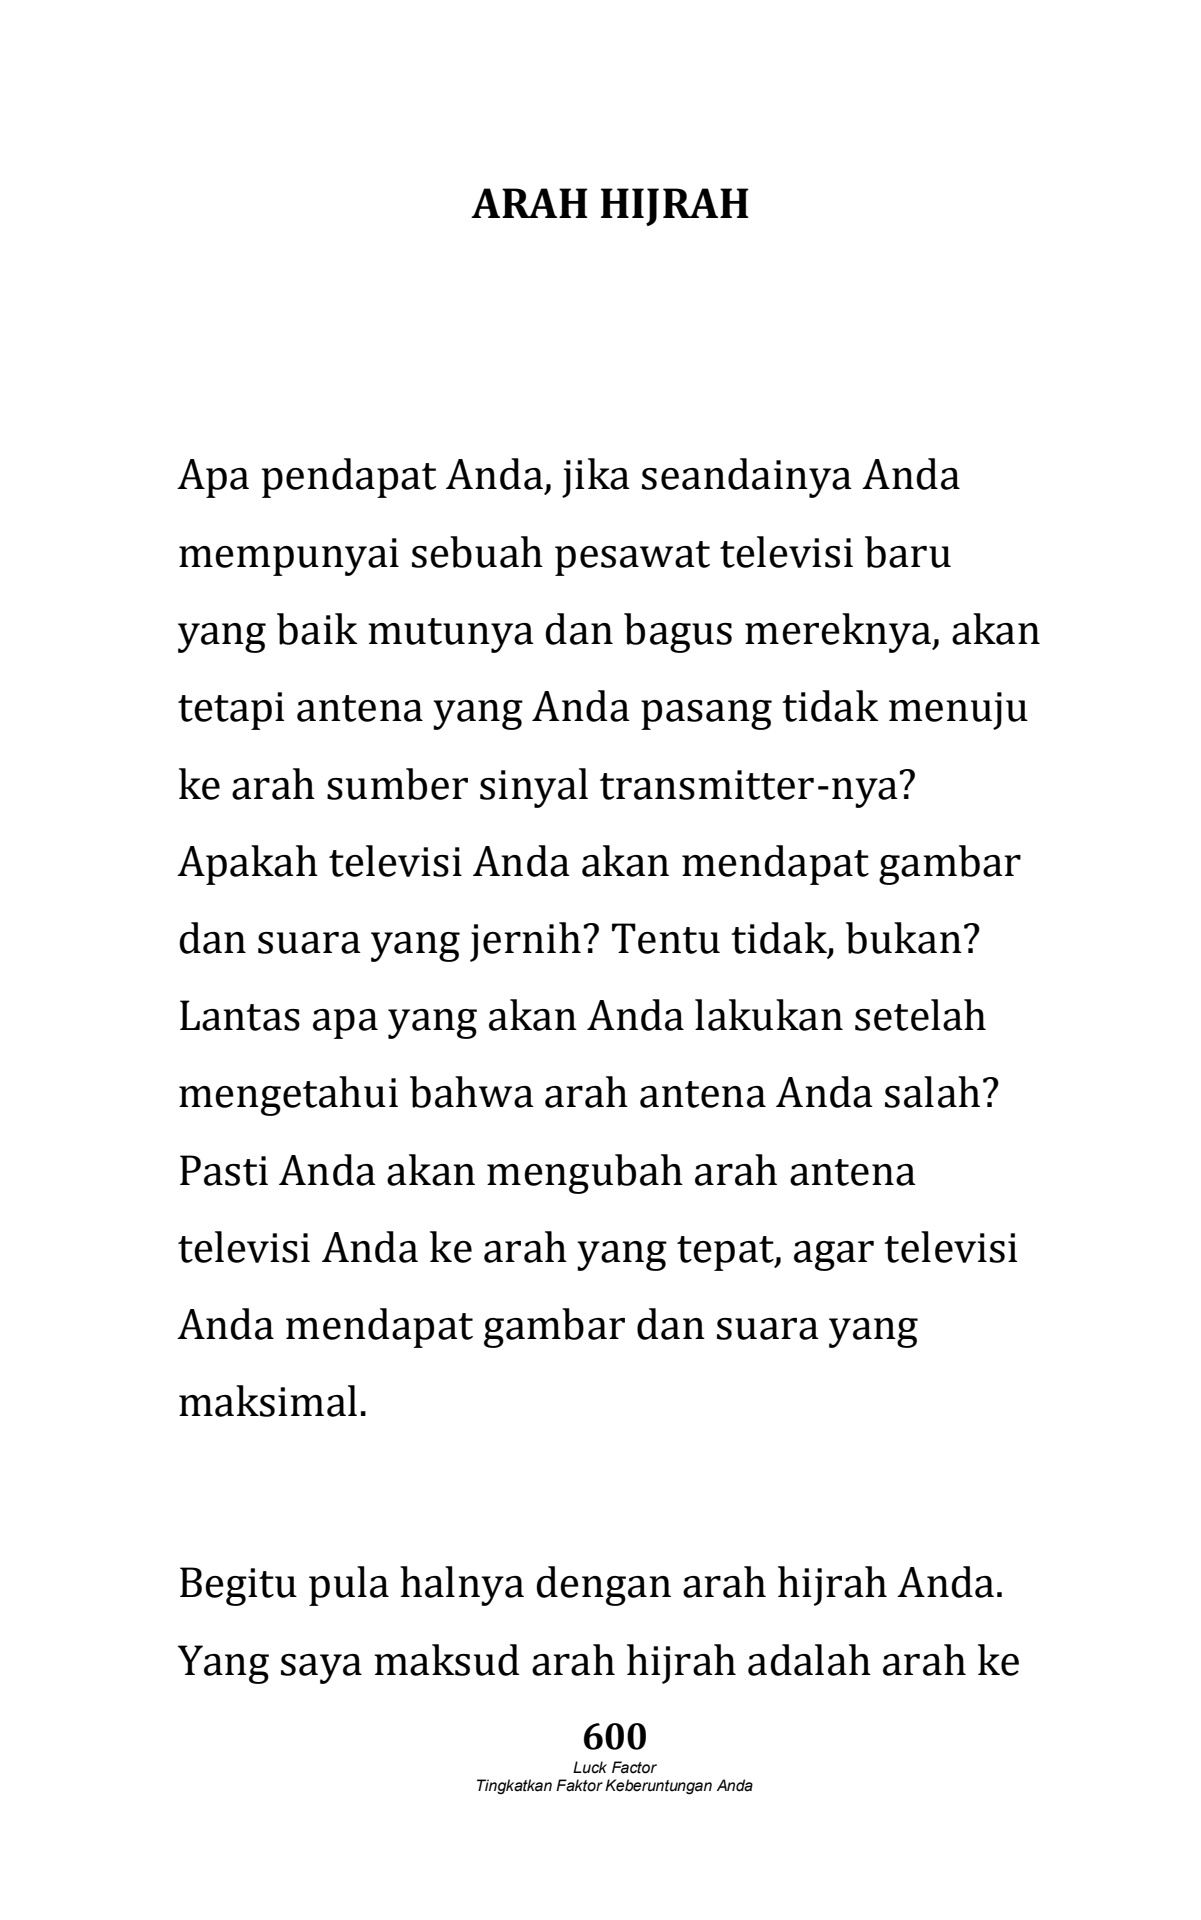 ARAH HIJRAH
Apa pendapat Anda, jika seandainya Anda
mempunyai sebuah pesawat televisi baru
yang baik mutunya dan bagus mereknya, akan
tetapi antena yang Anda pasang tidak menuju
ke arah sumber sinyal transmitter-nya?
Apakah televisi Anda akan mendapat gambar
dan suara yang jernih? Tentu tidak, bukan?
Lantas apa yang akan Anda lakukan setelah
mengetahui bahwa arah antena Anda salah?
Pasti Anda akan mengubah arah antena
televisi Anda ke arah yang tepat, agar televisi
Anda mendapat gambar dan suara yang
maksimal.
Begitu pula halnya dengan arah hijrah Anda.
Yang saya maksud arah hijrah adalah arah ke
600
Luck Factor
Tingkatkan Faktor Keberuntungan Anda